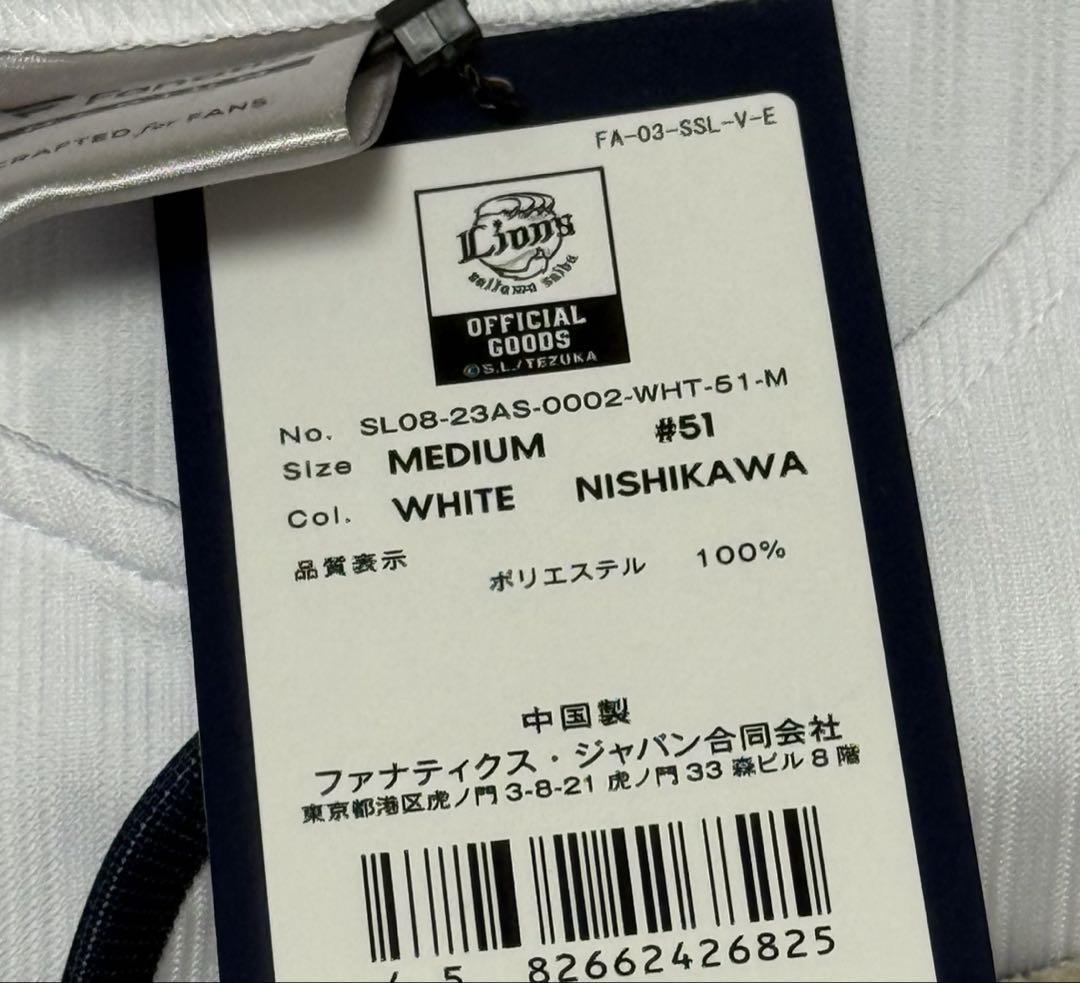 CRAFTED for FANS
FA-03-SSL-V-E
Lions
OFFICIAL
GOODS
©S.L./TEZUKA
No. SL08-23AS-0002-WHT-51-M
Size MEDIUM #51
Col. WHITE NISHIKAWA
品質表示 ポリエステル 100%
中国製
ファナティクス・ジャパン合同会社
東京都港区虎ノ門 3-8-21 虎ノ門 33 森ビル 8 階
82662426825